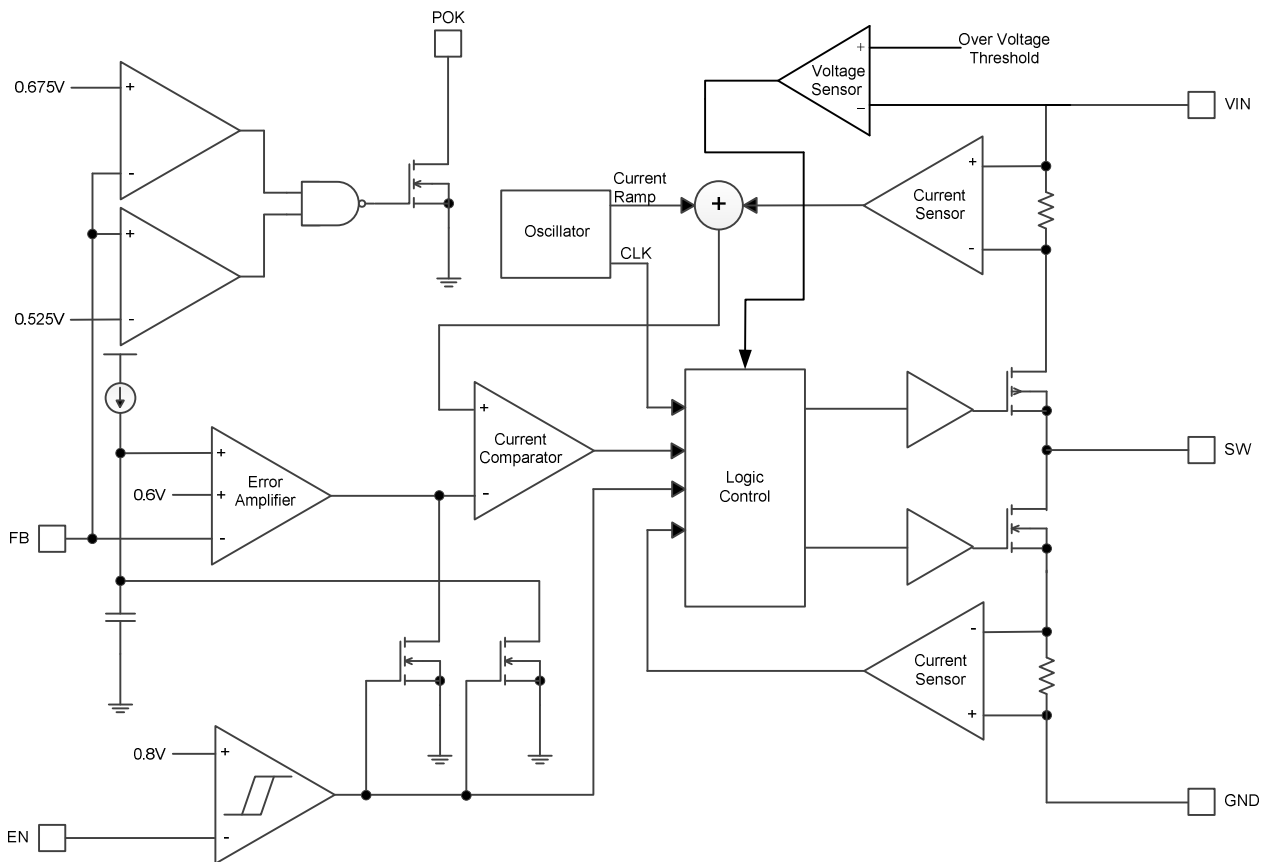 POK
0.675V
+
-
+
-
0.525V
+
Voltage
Sensor
–
Over Voltage
Threshold
VIN
Current
Ramp
Oscillator
CLK
+
+
Current
Sensor
-
+
Current
Comparator
-
Logic
Control
SW
+
0.6V
+
Error
Amplifier
-
FB
-
Current
Sensor
+
GND
0.8V
+
EN
-